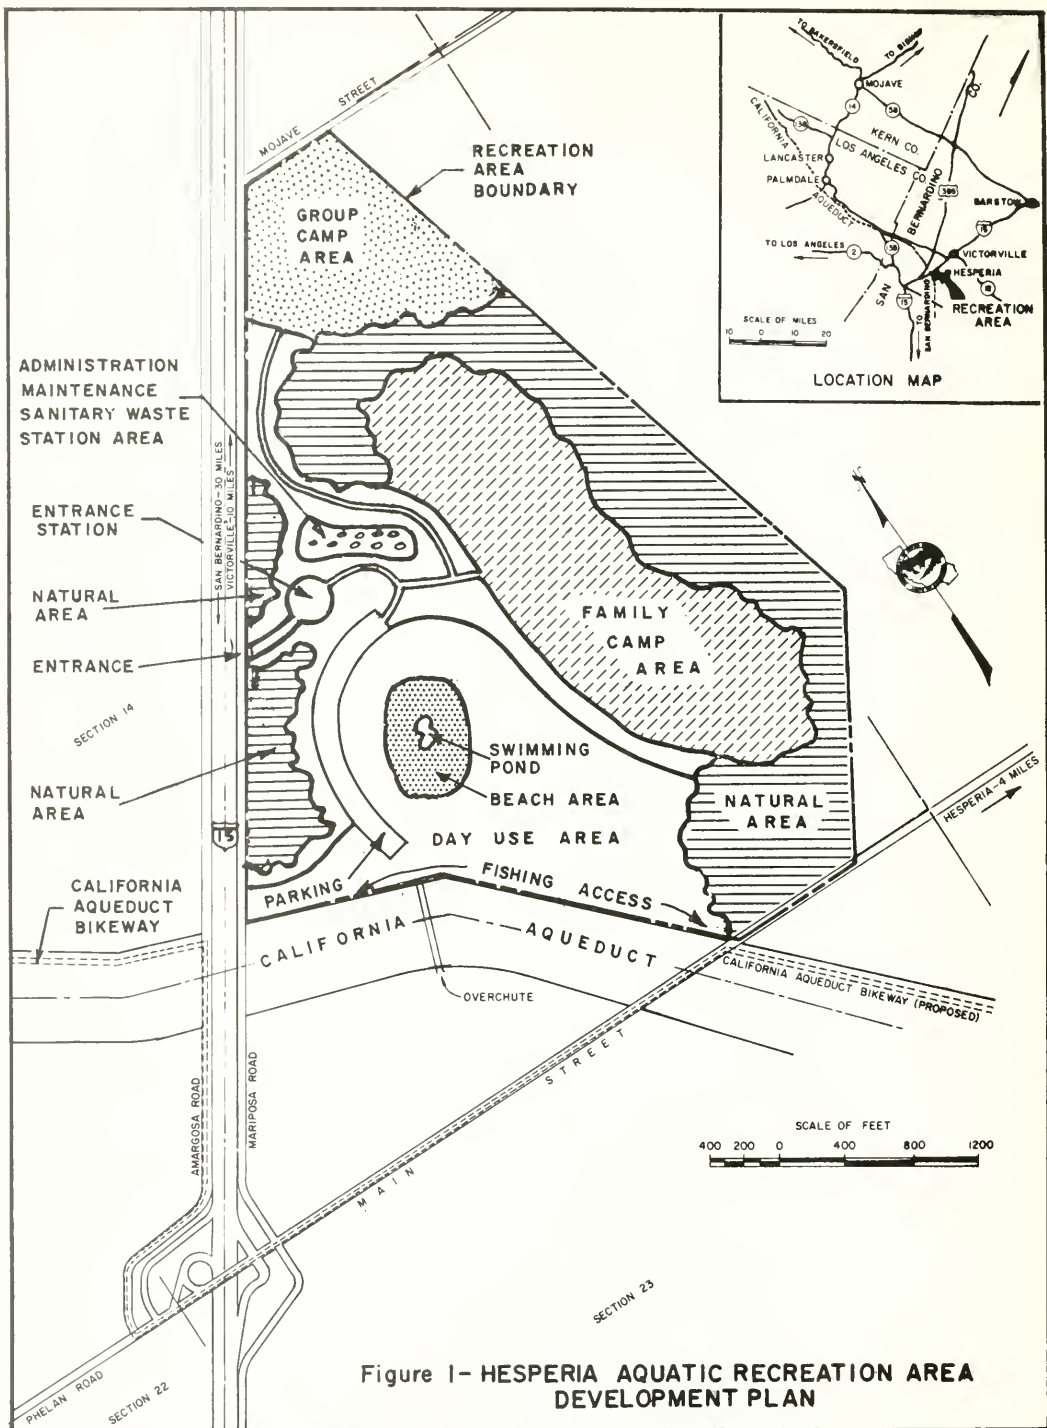 MOJAVE STREET
RECREATION
AREA
BOUNDARY
GROUP
CAMP
AREA
ADMINISTRATION
MAINTENANCE
SANITARY WASTE
STATION AREA
SAN BERNARDINO-30 MILES
VICTORVILLE-10 MILES
ENTRANCE
STATION
NATURAL
AREA
ENTRANCE
SECTION 14
NATURAL
AREA
15
CALIFORNIA
AQUEDUCT
BIKEWAY
FAMILY
CAMP
AREA
SWIMMING
POND
BEACH AREA
DAY USE AREA
NATURAL
AREA
PARKING
FISHING ACCESS
HESPERIA-4 MILES
CALIFORNIA AQUEDUCT
CALIFORNIA AQUEDUCT BIKEWAY (PROPOSED)
OVERCHUTE
AMARGOSA ROAD
MARIPOSA ROAD
MAIN STREET
PHELAN ROAD
SECTION 22
SECTION 23
SCALE OF FEET
400 200 0 400 800 1200
TO BAKERSFIELD
TO BISHOP
MOJAVE
14
58
138
CALIFORNIA
AQUEDUCT
KERN CO.
LOS ANGELES CO.
LANCASTER
PALMDALE
SAN BERNARDINO CO.
395
BARSTOW
15
TO LOS ANGELES
2
138
VICTORVILLE
HESPERIA
18
15
TO
SAN BERNARDINO
RECREATION
AREA
SCALE OF MILES
10 0 10 20
LOCATION MAP
Figure 1- HESPERIA AQUATIC RECREATION AREA
DEVELOPMENT PLAN